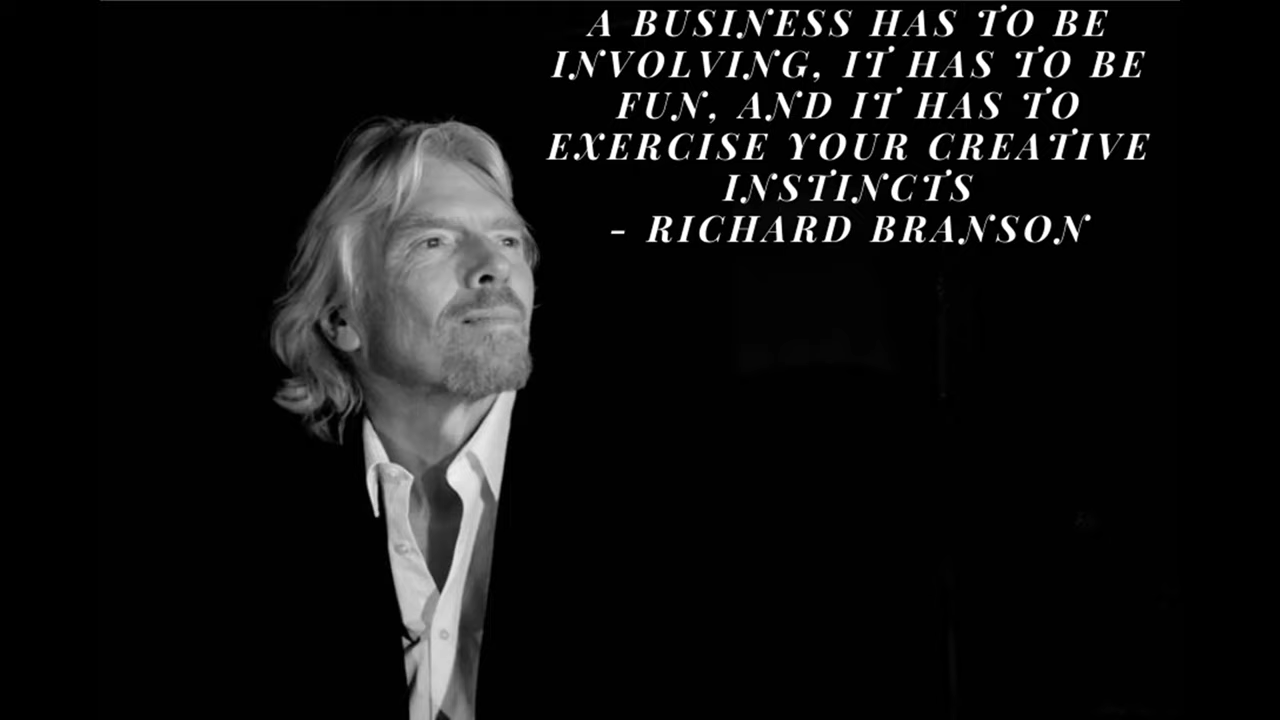 A BUSINESS HAS TO BE
INVOLVING, IT HAS TO BE
FUN, AND IT HAS TO
EXERCISE YOUR CREATIVE
INSTINCTS
- RICHARD BRANSON